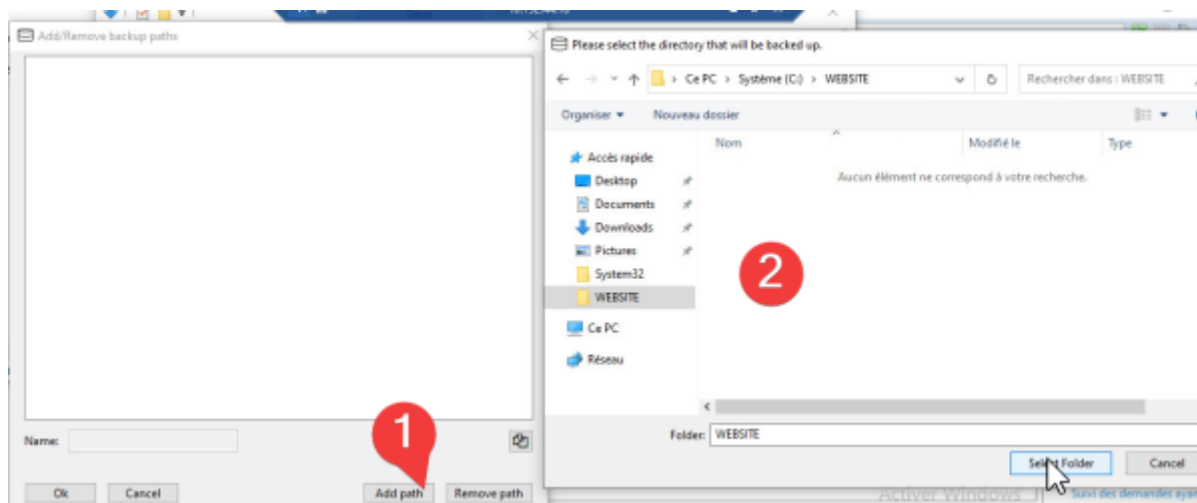 Add/Remove backup paths
Name:
1
Ok
Cancel
Add path
Remove path
Please select the directory that will be backed up.
Ce PC > Système (C:) > WEBSITE
Rechercher dans : WEBSITE
Organiser
Nouveau dossier
Nom
Modifié le
Type
Aucun élément ne correspond à votre recherche.
Accès rapide
Desktop
Documents
Downloads
Pictures
System32
WEBSITE
Ce PC
Réseau
2
Folder: WEBSITE
Select Folder
Cancel
Activer Windows
Suivi des demandes